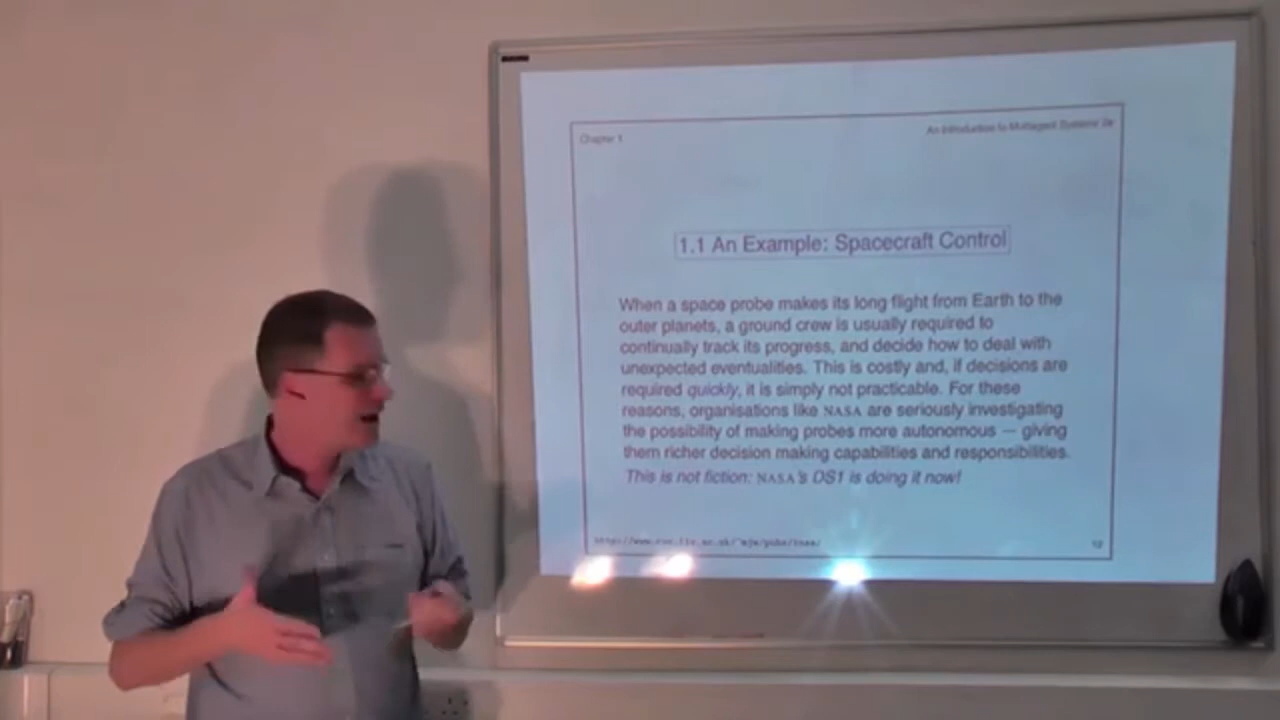 Chapter 1
An Introduction to Multiagent Systems 2e
1.1 An Example: Spacecraft Control
When a space probe makes its long flight from Earth to the
outer planets, a ground crew is usually required to
continually track its progress, and decide how to deal with
unexpected eventualities. This is costly and, if decisions are
required quickly, it is simply not practicable. For these
reasons, organisations like NASA are seriously investigating
the possibility of making probes more autonomous — giving
them richer decision making capabilities and responsibilities.
This is not fiction: NASA's DS1 is doing it now!
12